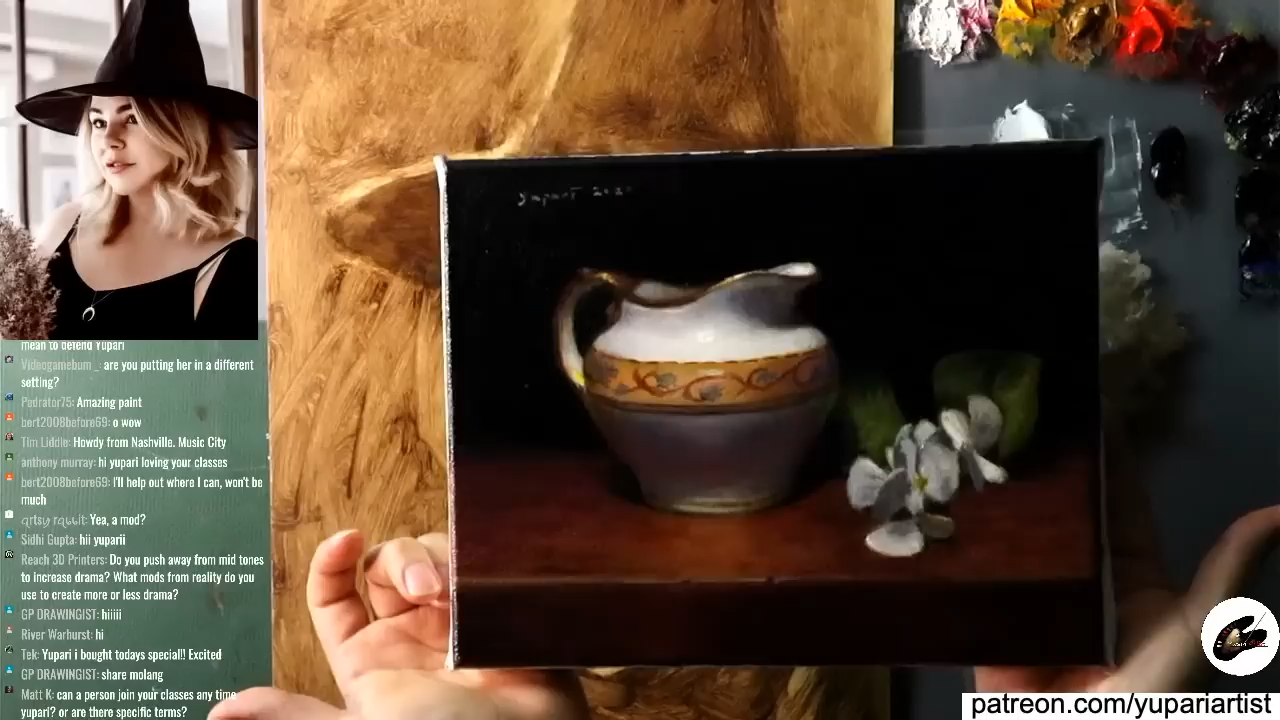 mean to defend Yupari
Videogamebum _: are you putting her in a different
setting?
Padrator75: Amazing paint
bert2008before69: o wow
Tim Liddle: Howdy from Nashville. Music City
anthony murray: hi yupari loving your classes
bert2008before69: I'll help out where I can, won't be
much
artsy rabbit: Yea, a mod?
Sidhi Gupta: hii yuparii
Reach 3D Printers: Do you push away from mid tones
to increase drama? What mods from reality do you
use to create more or less drama?
GP DRAWINGIST: hiiiii
River Warhurst: hi
Tek: Yupari i bought todays special!! Excited
GP DRAWINGIST: share molang
Matt K: can a person join your classes any time
yupari? or are there specific terms?
Yupari 2020
patreon.com/yupariartist